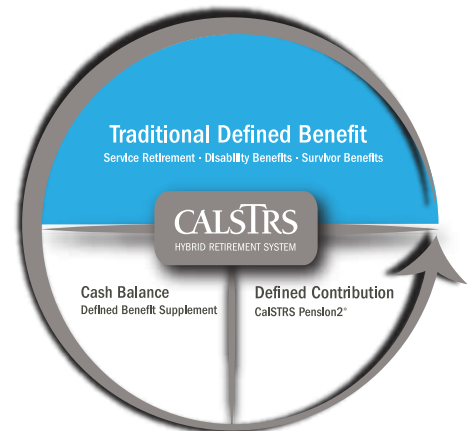 Traditional Defined Benefit
Service Retirement · Disability Benefits · Survivor Benefits
CALSTRS
HYBRID RETIREMENT SYSTEM
Cash Balance
Defined Benefit Supplement
Defined Contribution
CalSTRS Pension2®